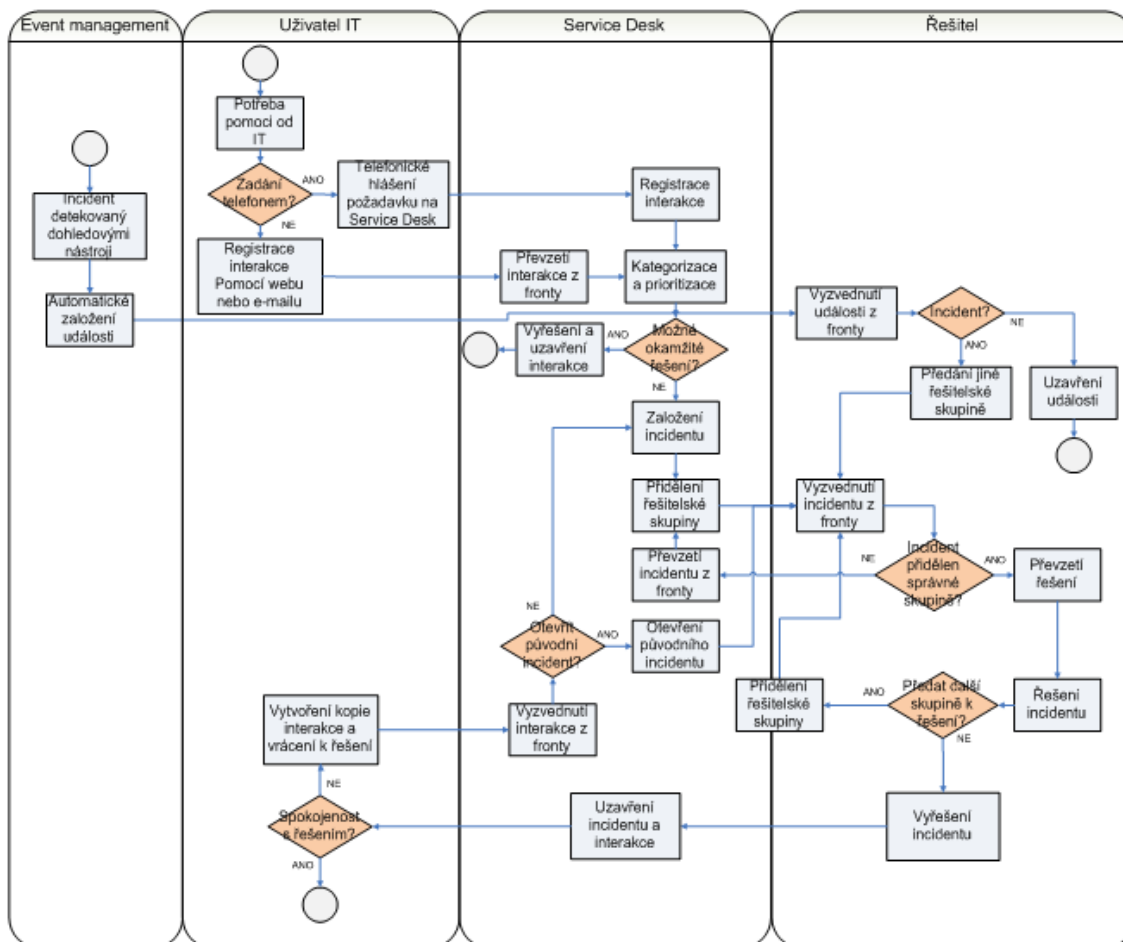 Event management
Uživatel IT
Service Desk
Řešitel
Potřeba
pomoci od
IT
Zadání
telefonem?
ANO
NE
Telefonické
hlášení
požadavku na
Service Desk
Registrace
interakce
Incident
detekovaný
dohledovými
nástroji
Registrace
interakce
Pomocí webu
nebo e-mailu
Převzetí
interakce z
fronty
Kategorizace
a prioritizace
Automatické
založení
události
Vyzvednutí
události z
fronty
Incident?
NE
ANO
Vyřešení a
uzavření
interakce
ANO
Možné
okamžité
řešení?
NE
Předání jiné
řešitelské
skupině
Uzavření
události
Založení
incidentu
Přidělení
řešitelské
skupiny
Vyzvednutí
incidentu z
fronty
Převzetí
incidentu z
fronty
NE
Incident
přidělen
správné
skupině?
ANO
Převzetí
řešení
NE
Otevřít
původní
incident?
ANO
Otevření
původního
incidentu
Vytvoření kopie
interakce a
vrácení k řešení
Vyzvednutí
interakce z
fronty
Přidělení
řešitelské
skupiny
ANO
Předat další
skupině k
řešení?
NE
Řešení
incidentu
NE
Spokojenost
s řešením?
ANO
Uzavření
incidentu a
interakce
Vyřešení
incidentu